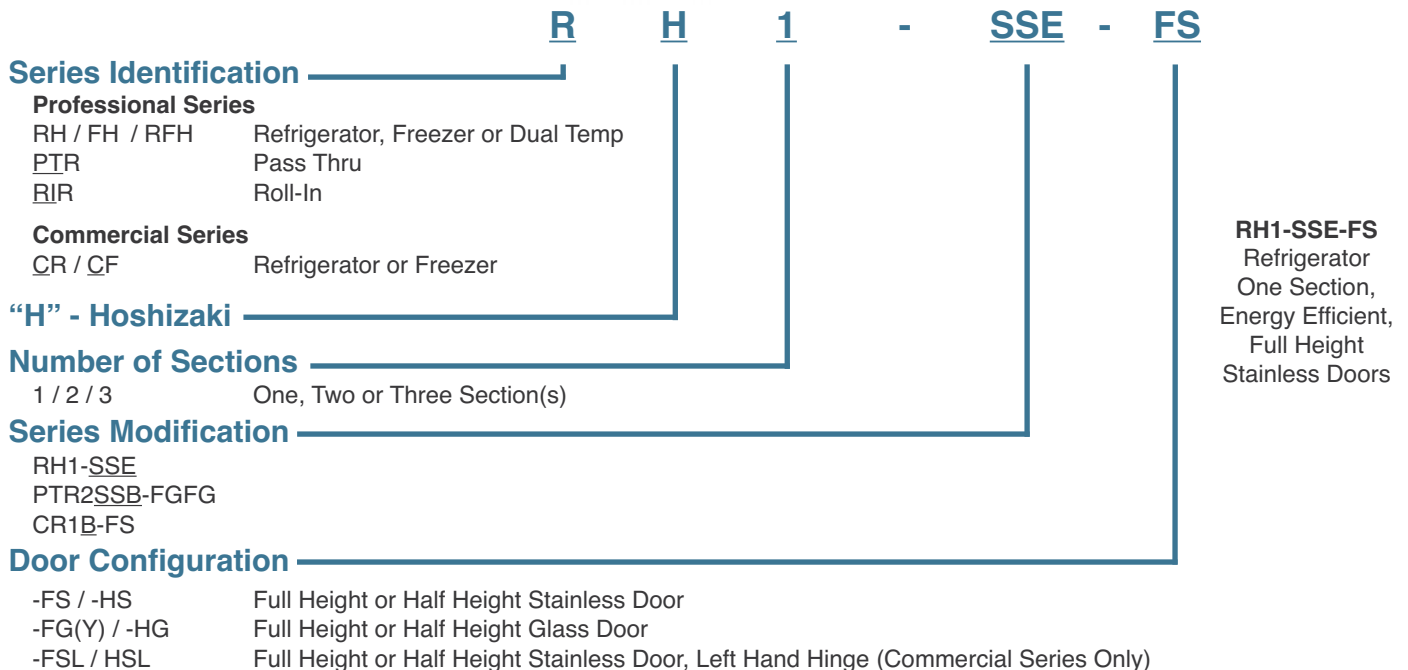 R H 1 - SSE - FS
Series Identification
Professional Series
RH / FH / RFH Refrigerator, Freezer or Dual Temp
PTR Pass Thru
RIR Roll-In
Commercial Series
CR / CF Refrigerator or Freezer
“H” - Hoshizaki
Number of Sections
1 / 2 / 3 One, Two or Three Section(s)
Series Modification
RH1-SSE
PTR2SSB-FGFG
CR1B-FS
Door Configuration
-FS / -HS Full Height or Half Height Stainless Door
-FG(Y) / -HG Full Height or Half Height Glass Door
-FSL / HSL Full Height or Half Height Stainless Door, Left Hand Hinge (Commercial Series Only)
RH1-SSE-FS
Refrigerator
One Section,
Energy Efficient,
Full Height
Stainless Doors